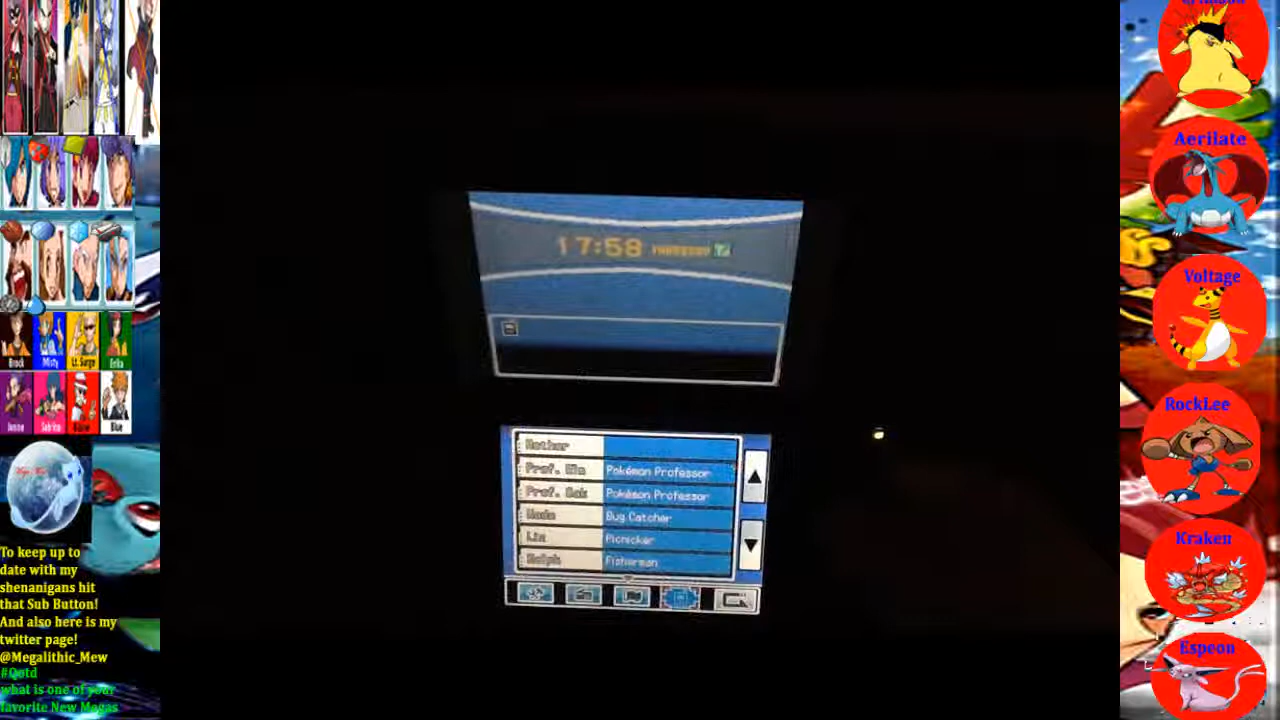 Brock
Misty
Lt. Surge
Erika
Sabrina
Blue
To keep up to
date with my
shenanigans hit
that Sub Button!
And also here is my
twitter page!
@Megalithic_Mew
#Qotd
what is one of your
favorite New Megas
17:58
Mother
Prof. Elm Pokémon Professor
Prof. Oak Pokémon Professor
Wade Bug Catcher
Liz Picnicker
Ralph Fisherman
Aerilate
Voltage
RockLee
Kraken
Espeon